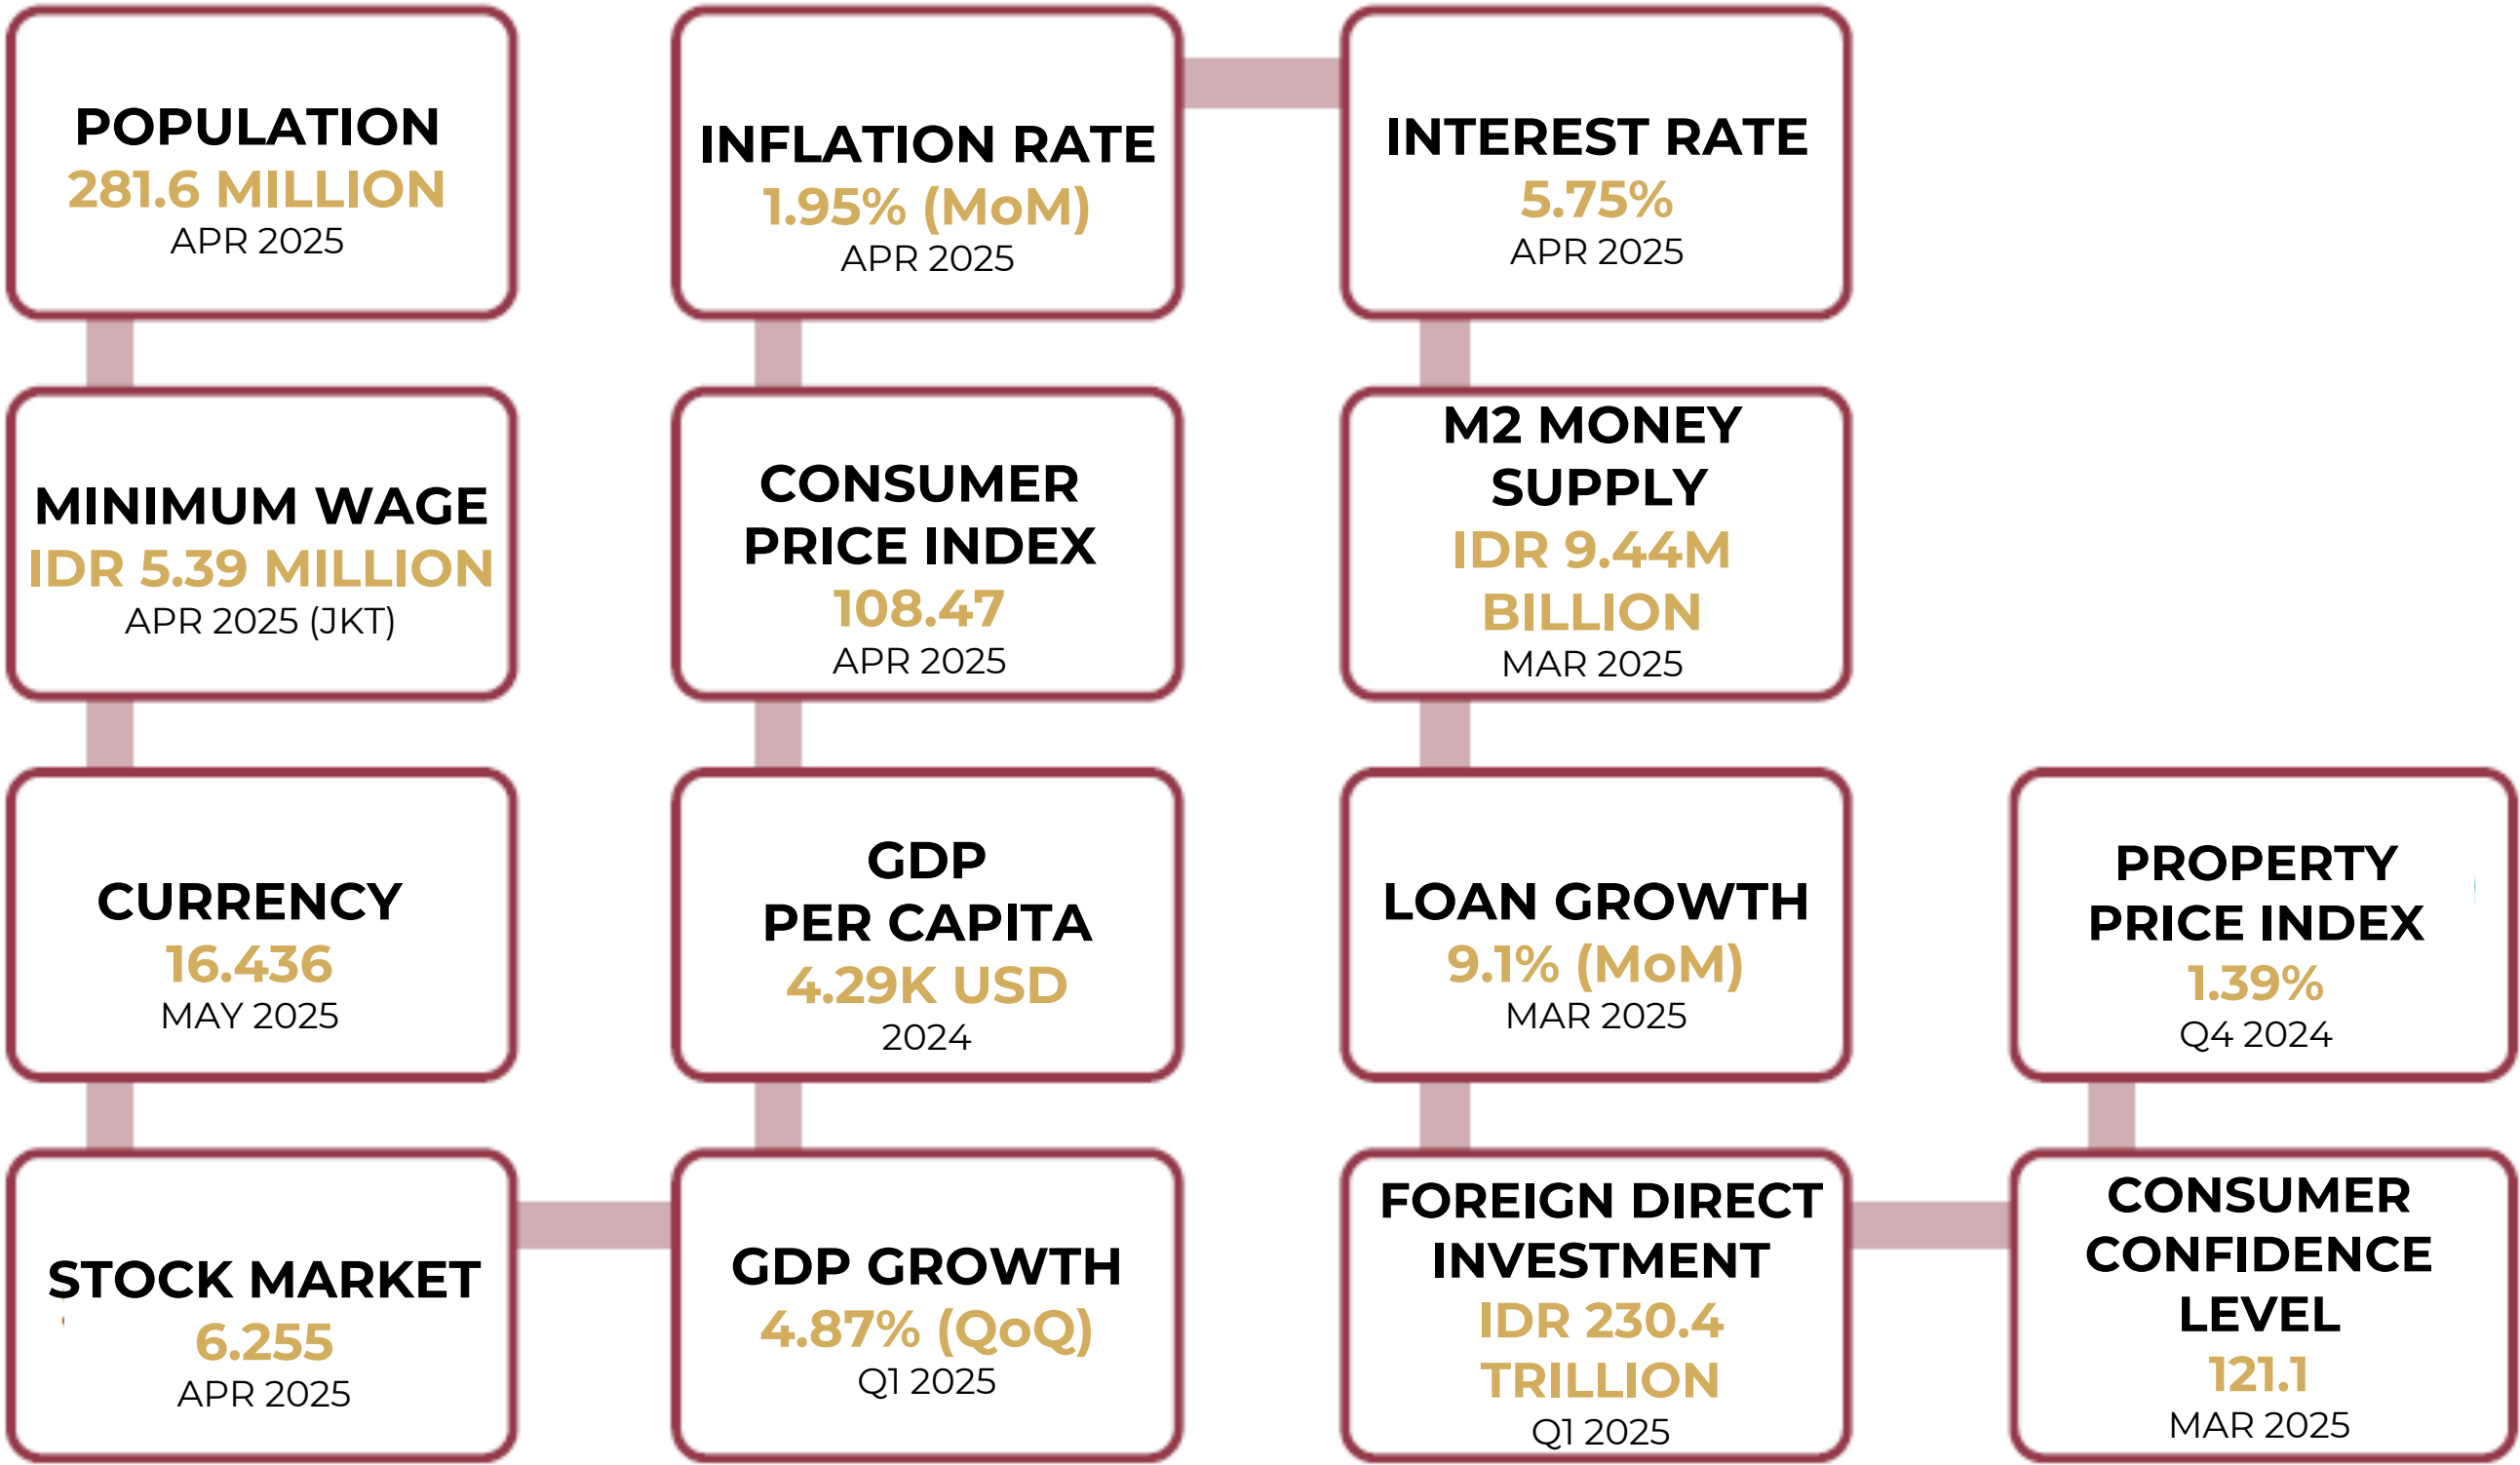 POPULATION
281.6 MILLION
APR 2025
MINIMUM WAGE
IDR 5.39 MILLION
APR 2025 (JKT)
CURRENCY
16.436
MAY 2025
STOCK MARKET
6.255
APR 2025
INFLATION RATE
1.95% (MoM)
APR 2025
CONSUMER
PRICE INDEX
108.47
APR 2025
GDP
PER CAPITA
4.29K USD
2024
GDP GROWTH
4.87% (QoQ)
Q1 2025
INTEREST RATE
5.75%
APR 2025
M2 MONEY
SUPPLY
IDR 9.44M
BILLION
MAR 2025
LOAN GROWTH
9.1% (MoM)
MAR 2025
FOREIGN DIRECT
INVESTMENT
IDR 230.4
TRILLION
Q1 2025
PROPERTY
PRICE INDEX
1.39%
Q4 2024
CONSUMER
CONFIDENCE
LEVEL
121.1
MAR 2025